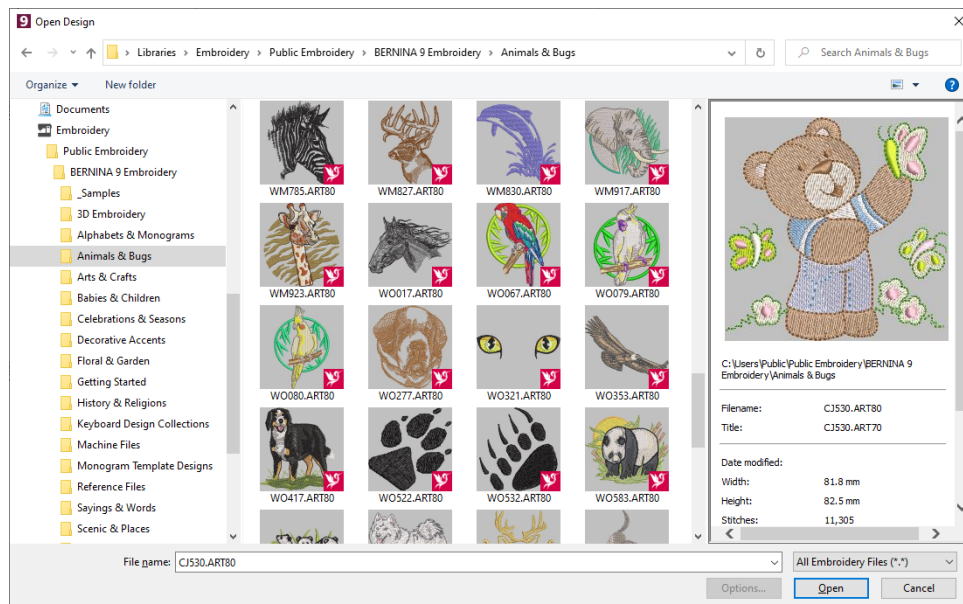 9 Open Design
Libraries > Embroidery > Public Embroidery > BERNINA 9 Embroidery > Animals & Bugs
Search Animals & Bugs
Organize
New folder
Documents
Embroidery
Public Embroidery
BERNINA 9 Embroidery
_Samples
3D Embroidery
Alphabets & Monograms
Animals & Bugs
Arts & Crafts
Babies & Children
Celebrations & Seasons
Decorative Accents
Floral & Garden
Getting Started
History & Religions
Keyboard Design Collections
Machine Files
Monogram Template Designs
Reference Files
Sayings & Words
Scenic & Places
WM785.ART80 WM827.ART80 WM830.ART80 WM917.ART80
WM923.ART80 WO017.ART80 WO067.ART80 WO079.ART80
WO080.ART80 WO277.ART80 WO321.ART80 WO353.ART80
WO417.ART80 WO522.ART80 WO532.ART80 WO583.ART80
C:\Users\Public\Public Embroidery\BERNINA 9
Embroidery\Animals & Bugs
Filename: CJ530.ART80
Title: CJ530.ART70
Date modified:
Width: 81.8 mm
Height: 82.5 mm
Stitches: 11,305
File name: CJ530.ART80
All Embroidery Files (*.*)
Options...
Open
Cancel